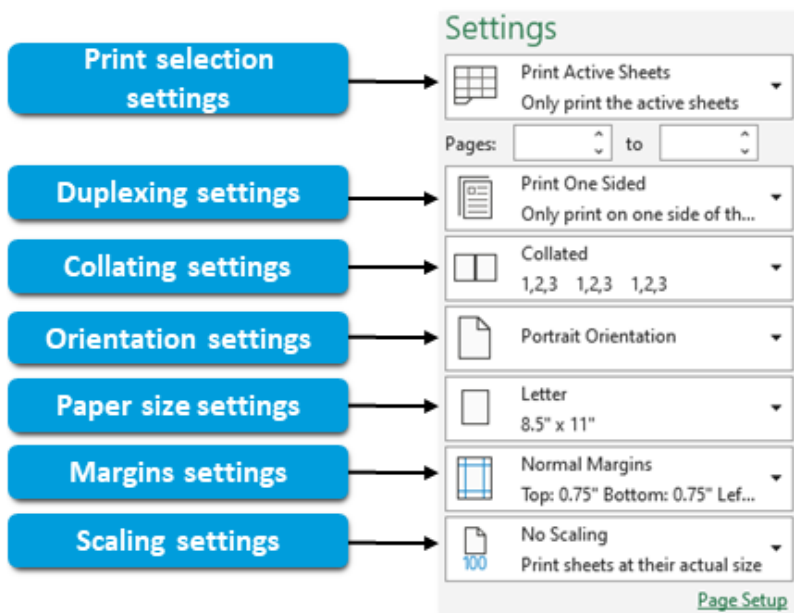 Settings
Print selection
settings
Print Active Sheets
Only print the active sheets
Pages: to
Duplexing settings
Print One Sided
Only print on one side of th...
Collating settings
Collated
1,2,3 1,2,3 1,2,3
Orientation settings
Portrait Orientation
Paper size settings
Letter
8.5" x 11"
Margins settings
Normal Margins
Top: 0.75" Bottom: 0.75" Lef...
Scaling settings
No Scaling
100
Print sheets at their actual size
Page Setup